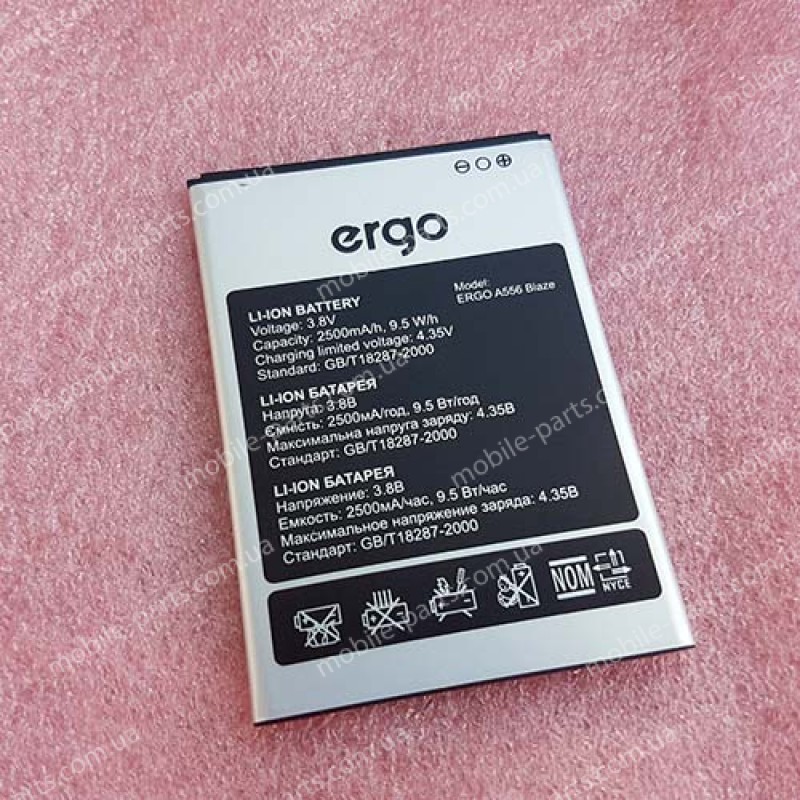 ergo
Model:
ERGO A556 Blaze
LI-ION BATTERY
Voltage: 3.8V
Capacity: 2500mA/h, 9.5 W/h
Charging limited voltage: 4.35V
Standard: GB/T18287-2000
LI-ION БАТАРЕЯ
Напруга: 3.8В
Ємність: 2500мА/год, 9.5 Вт/год
Максимальна напруга заряду: 4.35В
Стандарт: GB/T18287-2000
LI-ION БАТАРЕЯ
Напряжение: 3.8В
Емкость: 2500мА/час, 9.5 Вт/час
Максимальное напряжение заряда: 4.35В
Стандарт: GB/T18287-2000
NOM
NYCE
mobile-parts.com.ua